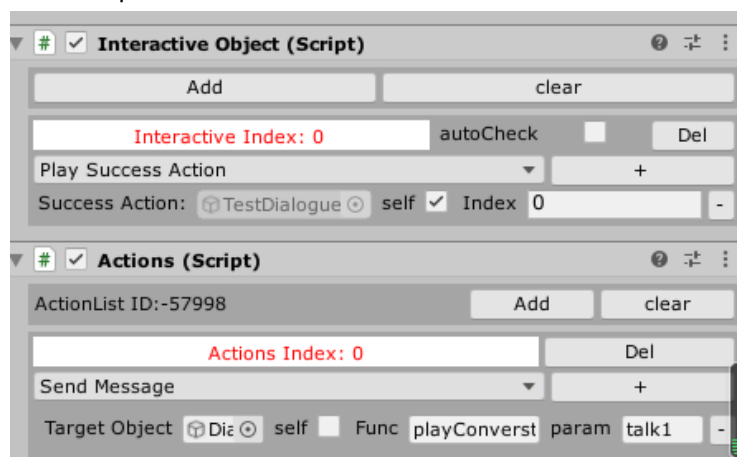 Interactive Object (Script)
Add clear
Interactive Index: 0 autoCheck Del
Play Success Action +
Success Action: TestDialogue self Index 0 -
Actions (Script)
ActionList ID:-57998 Add clear
Actions Index: 0 Del
Send Message +
Target Object Dia self Func playConverst param talk1 -